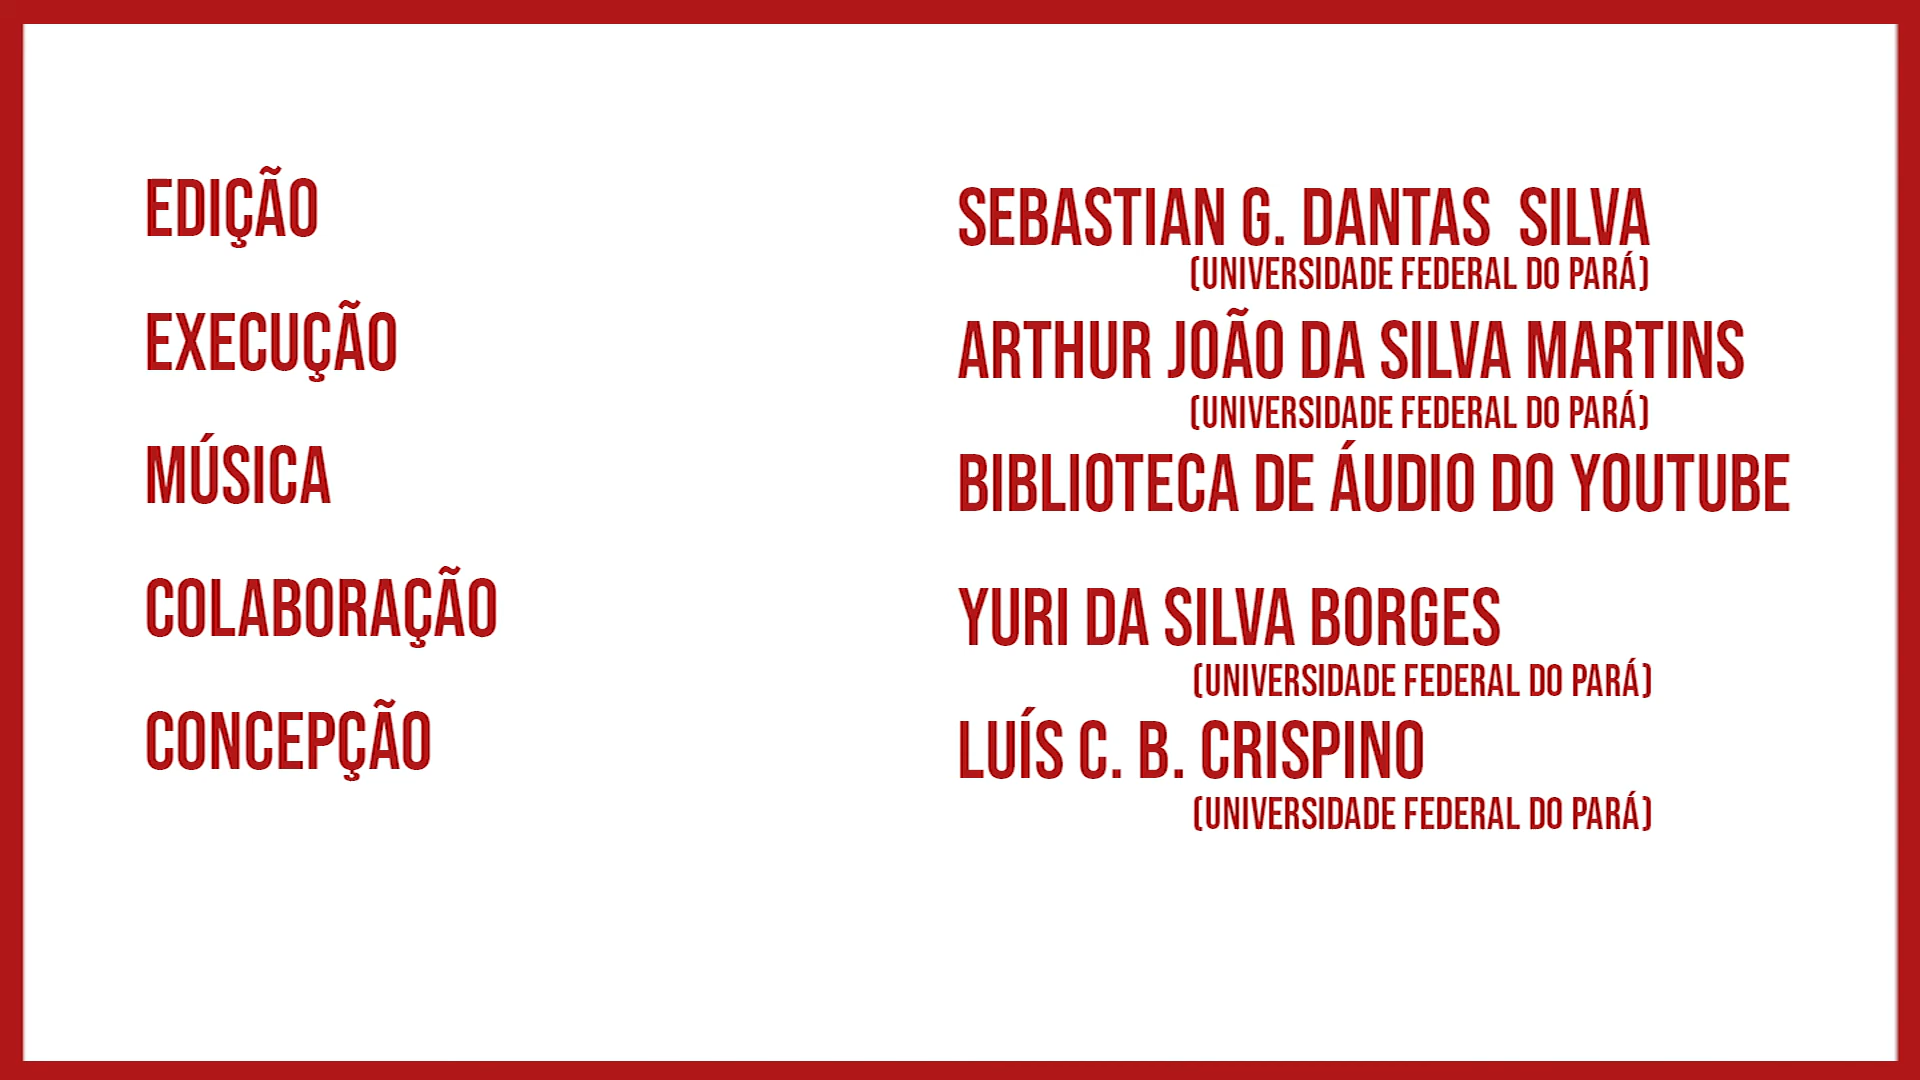 EDIÇÃO
SEBASTIAN G. DANTAS  SILVA
(UNIVERSIDADE FEDERAL DO PARÁ)
EXECUÇÃO
ARTHUR JOÃO DA SILVA MARTINS
(UNIVERSIDADE FEDERAL DO PARÁ)
MÚSICA
BIBLIOTECA DE ÁUDIO DO YOUTUBE
COLABORAÇÃO
YURI DA SILVA BORGES
(UNIVERSIDADE FEDERAL DO PARÁ)
CONCEPÇÃO
LUÍS C. B. CRISPINO
(UNIVERSIDADE FEDERAL DO PARÁ)